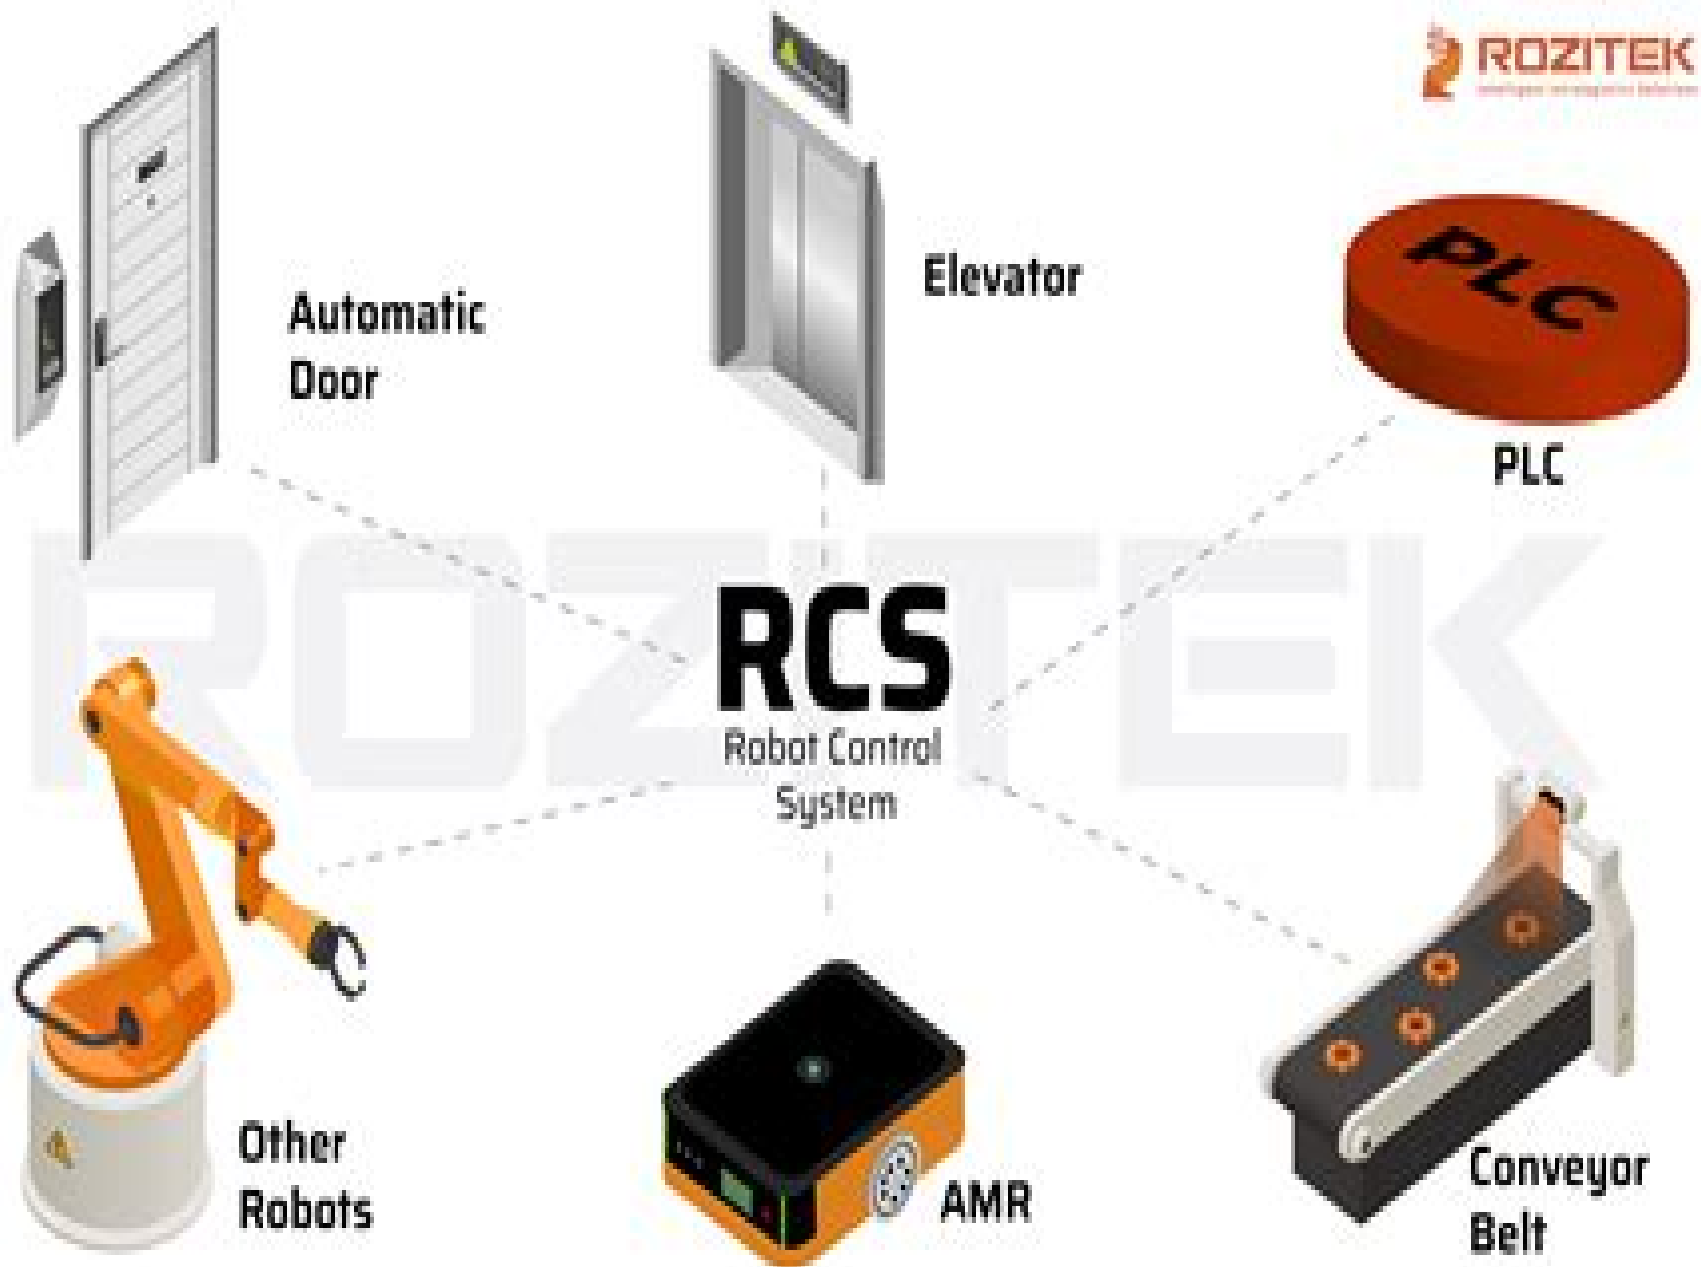 ROZITEK
PLC
Automatic
Door
Elevator
PLC
ROZITEK
RCS
Robot Control
System
Other
Robots
AMR
Conveyor
Belt